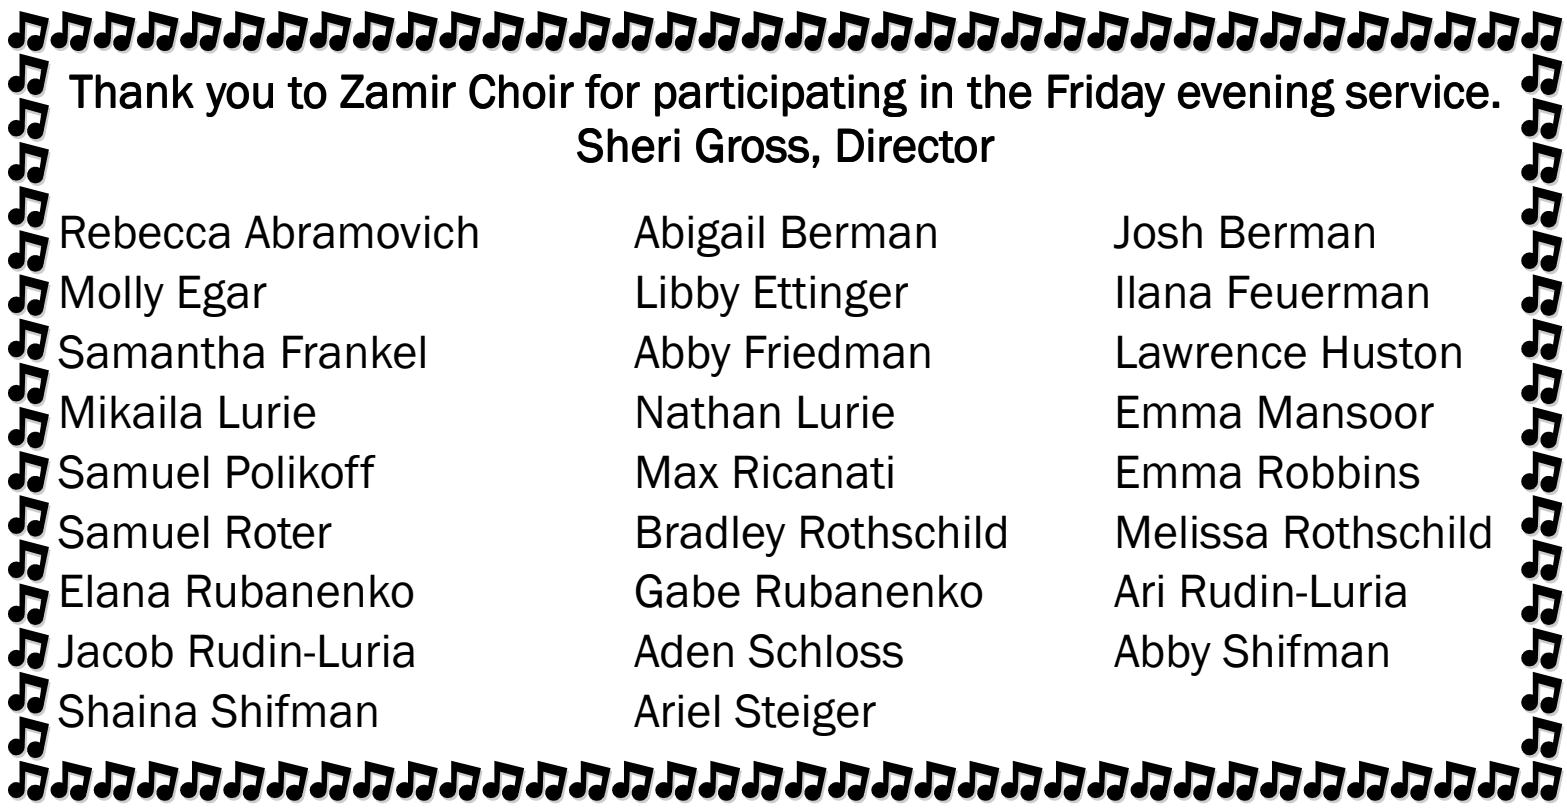 Thank you to Zamir Choir for participating in the Friday evening service.
Sheri Gross, Director
Rebecca Abramovich Abigail Berman Josh Berman
Molly Egar Libby Ettinger Ilana Feuerman
Samantha Frankel Abby Friedman Lawrence Huston
Mikaila Lurie Nathan Lurie Emma Mansoor
Samuel Polikoff Max Ricanati Emma Robbins
Samuel Roter Bradley Rothschild Melissa Rothschild
Elana Rubanenko Gabe Rubanenko Ari Rudin-Luria
Jacob Rudin-Luria Aden Schloss Abby Shifman
Shaina Shifman Ariel Steiger